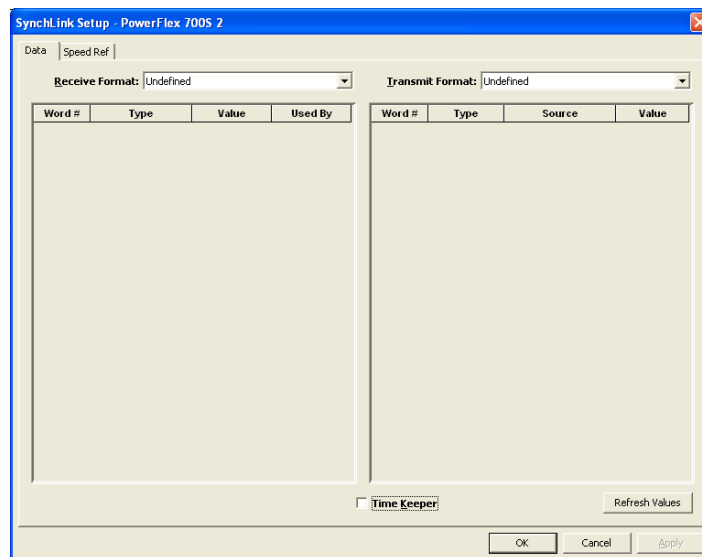 SynchLink Setup - PowerFlex 700S 2
Data Speed Ref
Receive Format: Undefined Transmit Format: Undefined
Word # Type Value Used By Word # Type Source Value
Time Keeper Refresh Values
OK Cancel Apply